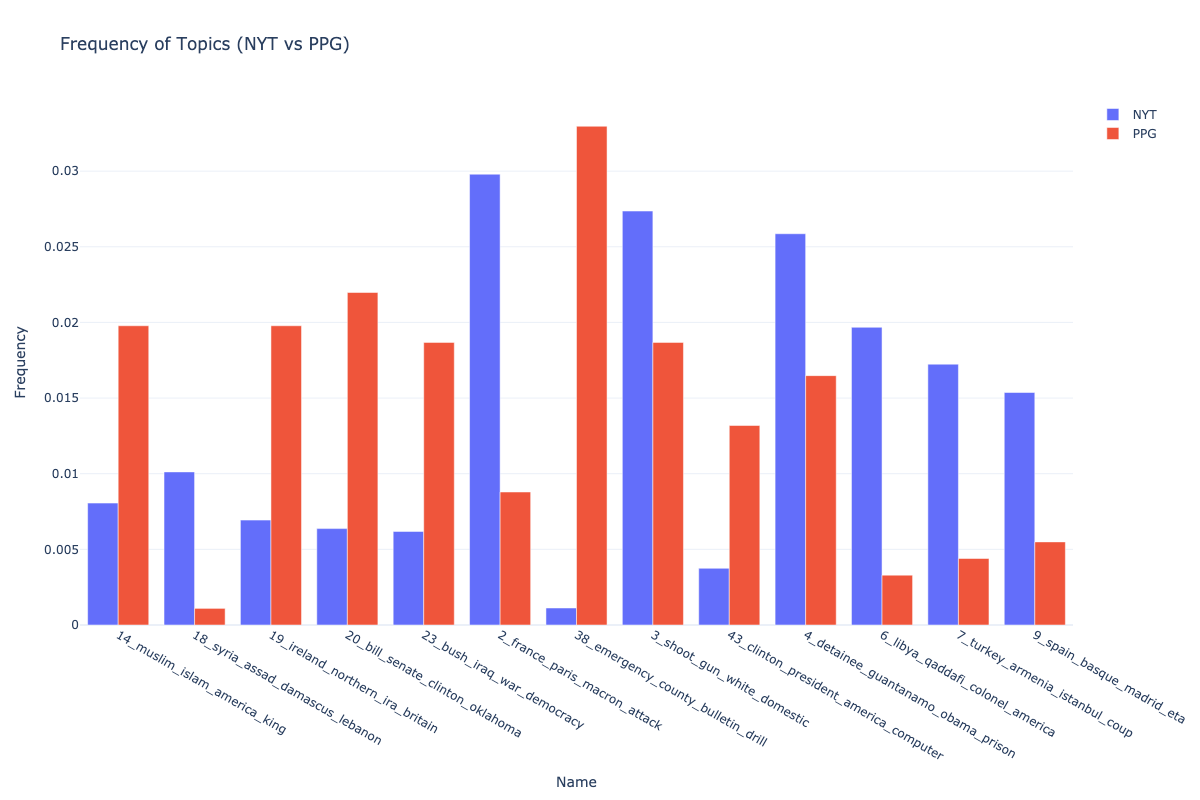 Frequency of Topics (NYT vs PPG)
NYT
PPG
Frequency
0.03
0.025
0.02
0.015
0.01
0.005
0
14_muslim_islam_america_king
18_syria_assad_damascus_lebanon
19_ireland_northern_ira_britain
20_bill_senate_clinton_oklahoma
23_bush_iraq_war_democracy
2_france_paris_macron_attack
38_emergency_county_bulletin_drill
3_shoot_gun_white_domestic
43_clinton_president_america_computer
4_detainee_guantanamo_obama_prison
6_libya_qaddafi_colonel_america
7_turkey_armenia_istanbul_coup
9_spain_basque_madrid_eta
Name